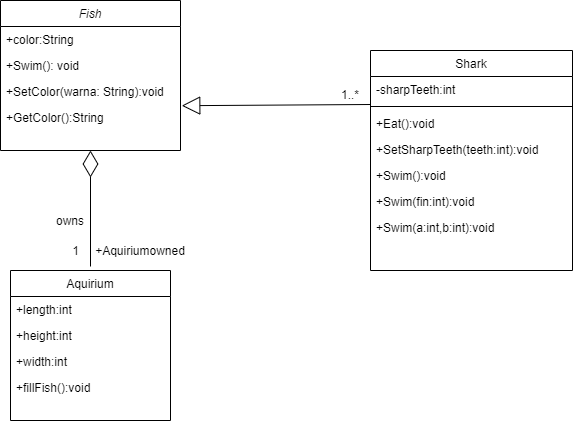 Fish
+color:String
+Swim(): void
+SetColor(warna: String):void
+GetColor():String
1..*
Shark
-sharpTeeth:int
+Eat():void
+SetSharpTeeth(teeth:int):void
+Swim():void
+Swim(fin:int):void
+Swim(a:int,b:int):void
owns
1 +Aquiriumowned
Aquirium
+length:int
+height:int
+width:int
+fillFish():void